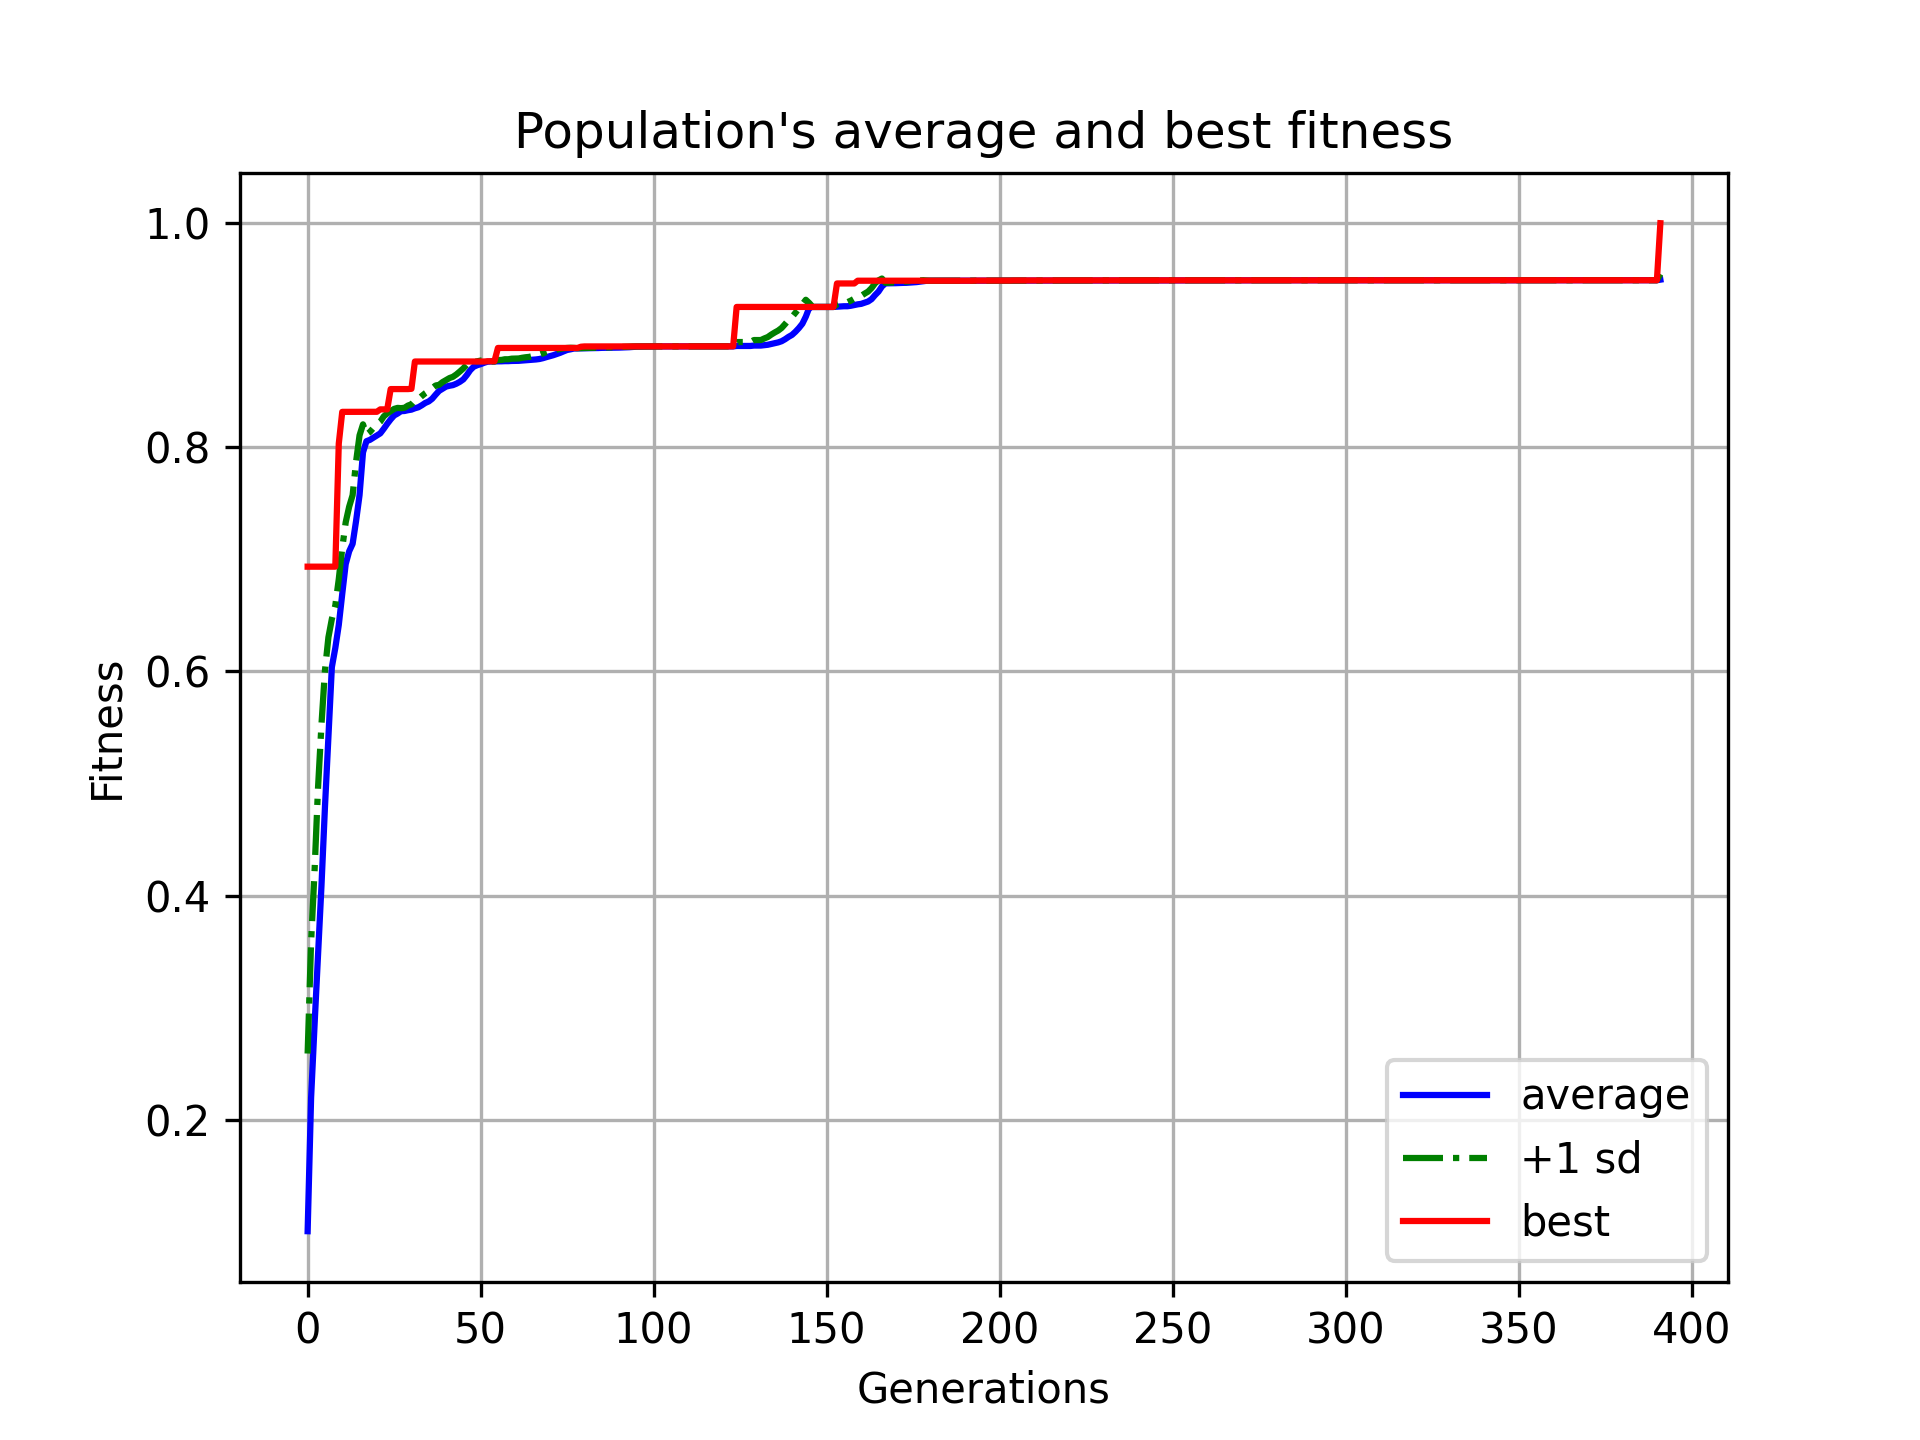 Population's average and best fitness
1.0
0.8
0.6
0.4
0.2
Fitness
0 50 100 150 200 250 300 350 400
Generations
average
+1 sd
best